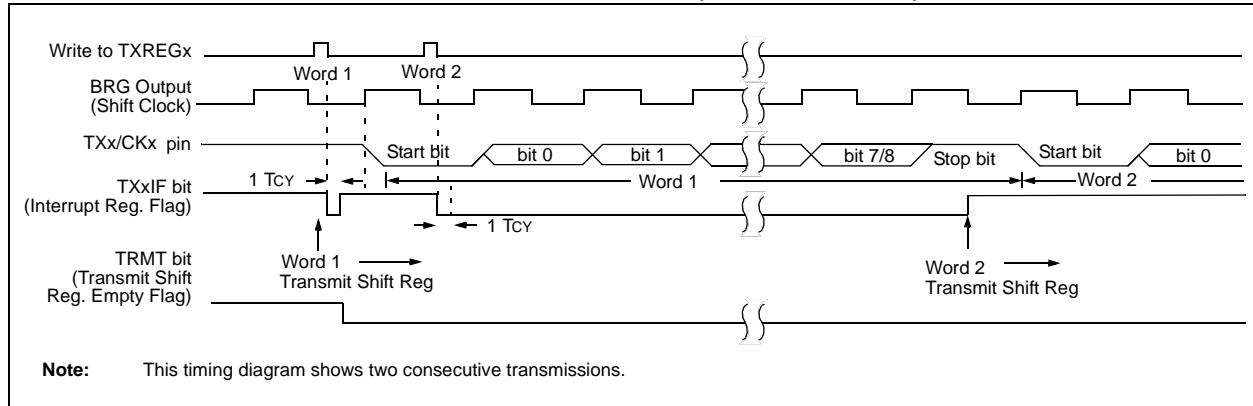 Write to TXREGx
Word 1
Word 2
BRG Output
(Shift Clock)
TXx/CKx pin
Start bit
bit 0
bit 1
bit 7/8
Stop bit
Start bit
bit 0
1 TCY
Word 1
Word 2
TXxIF bit
(Interrupt Reg. Flag)
1 TCY
TRMT bit
(Transmit Shift
Reg. Empty Flag)
Word 1
Transmit Shift Reg
Word 2
Transmit Shift Reg
Note: This timing diagram shows two consecutive transmissions.